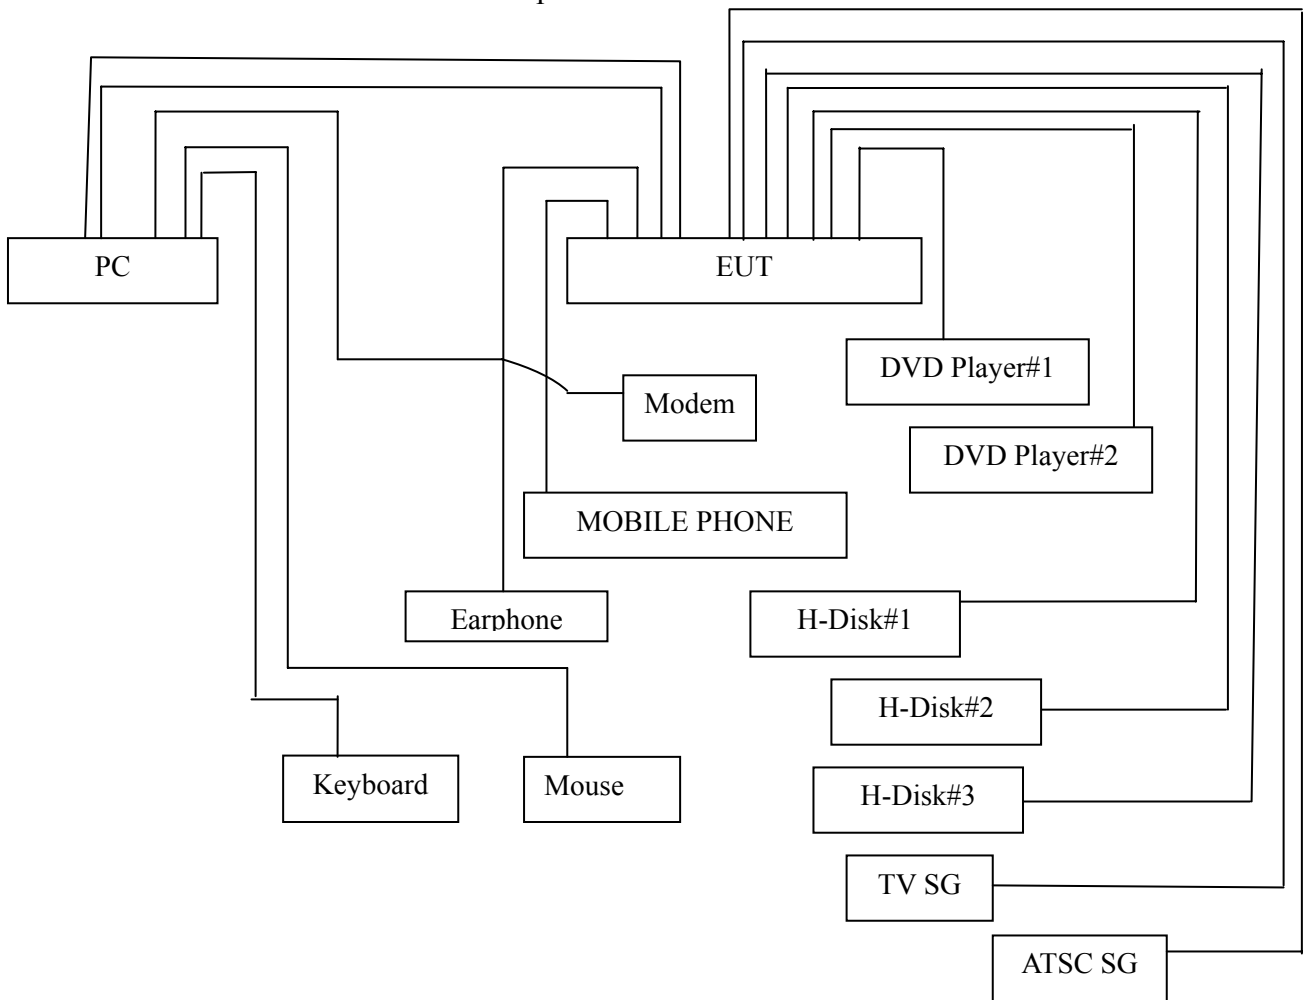 PC
EUT
DVD Player#1
Modem
DVD Player#2
MOBILE PHONE
Earphone
H-Disk#1
H-Disk#2
Keyboard
Mouse
H-Disk#3
TV SG
ATSC SG